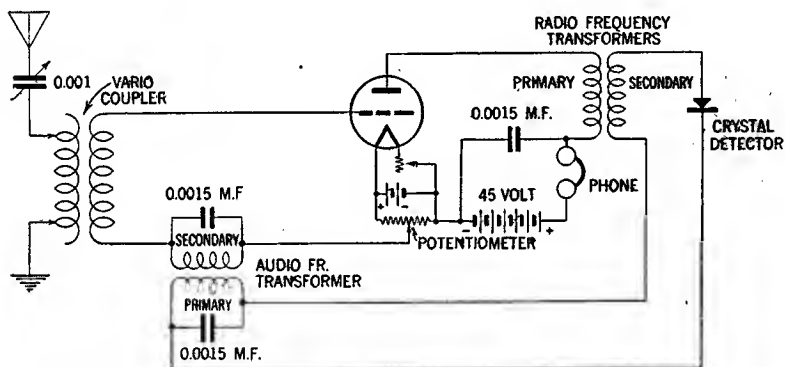 RADIO FREQUENCY
TRANSFORMERS
0.001
VARIO
COUPLER
PRIMARY
SECONDARY
0.0015 M.F.
CRYSTAL
DETECTOR
PHONE
0.0015 M.F
45 VOLT
+
-
-
+
SECONDARY
POTENTIOMETER
AUDIO FR.
TRANSFORMER
PRIMARY
0.0015 M.F.